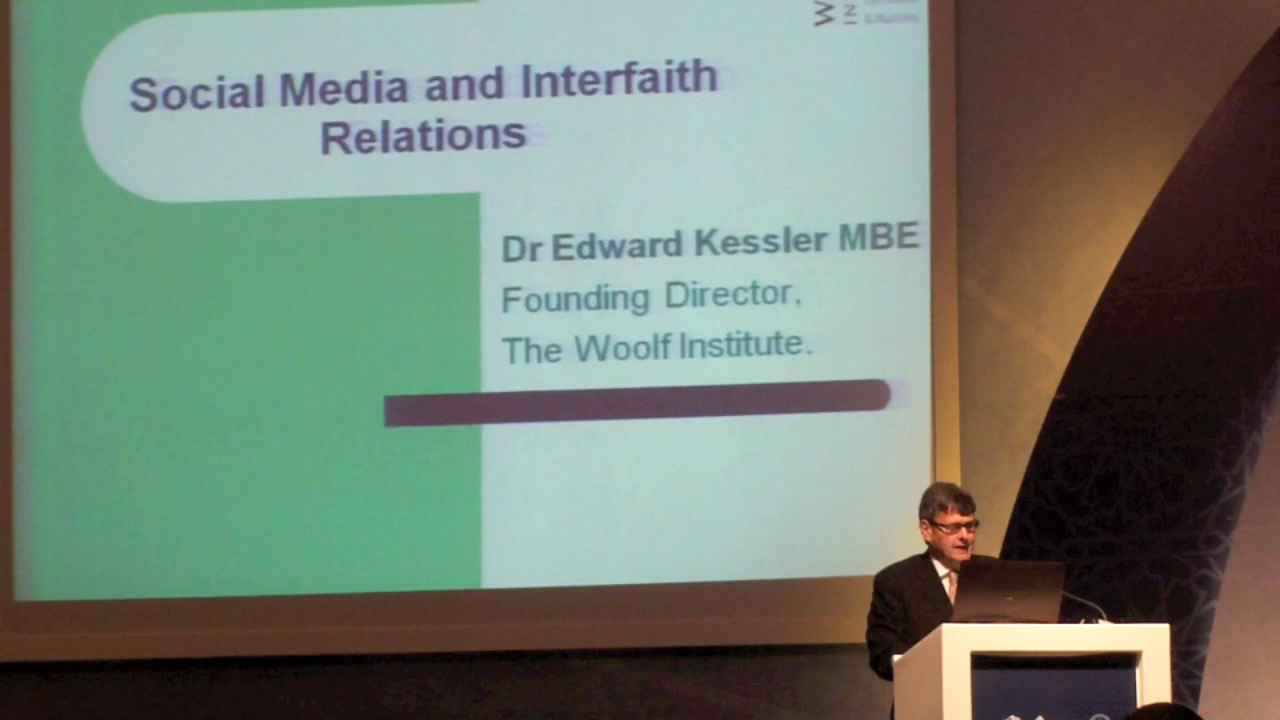 Social Media and Interfaith
Relations
Dr Edward Kessler MBE
Founding Director,
The Woolf Institute.